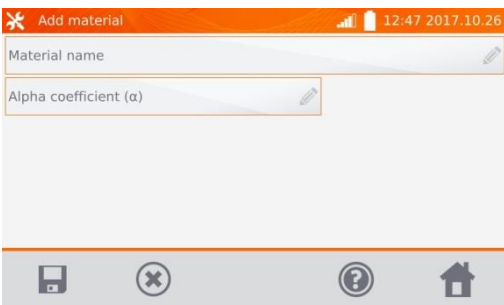 Add material 12:47 2017.10.26
Material name
Alpha coefficient (α)